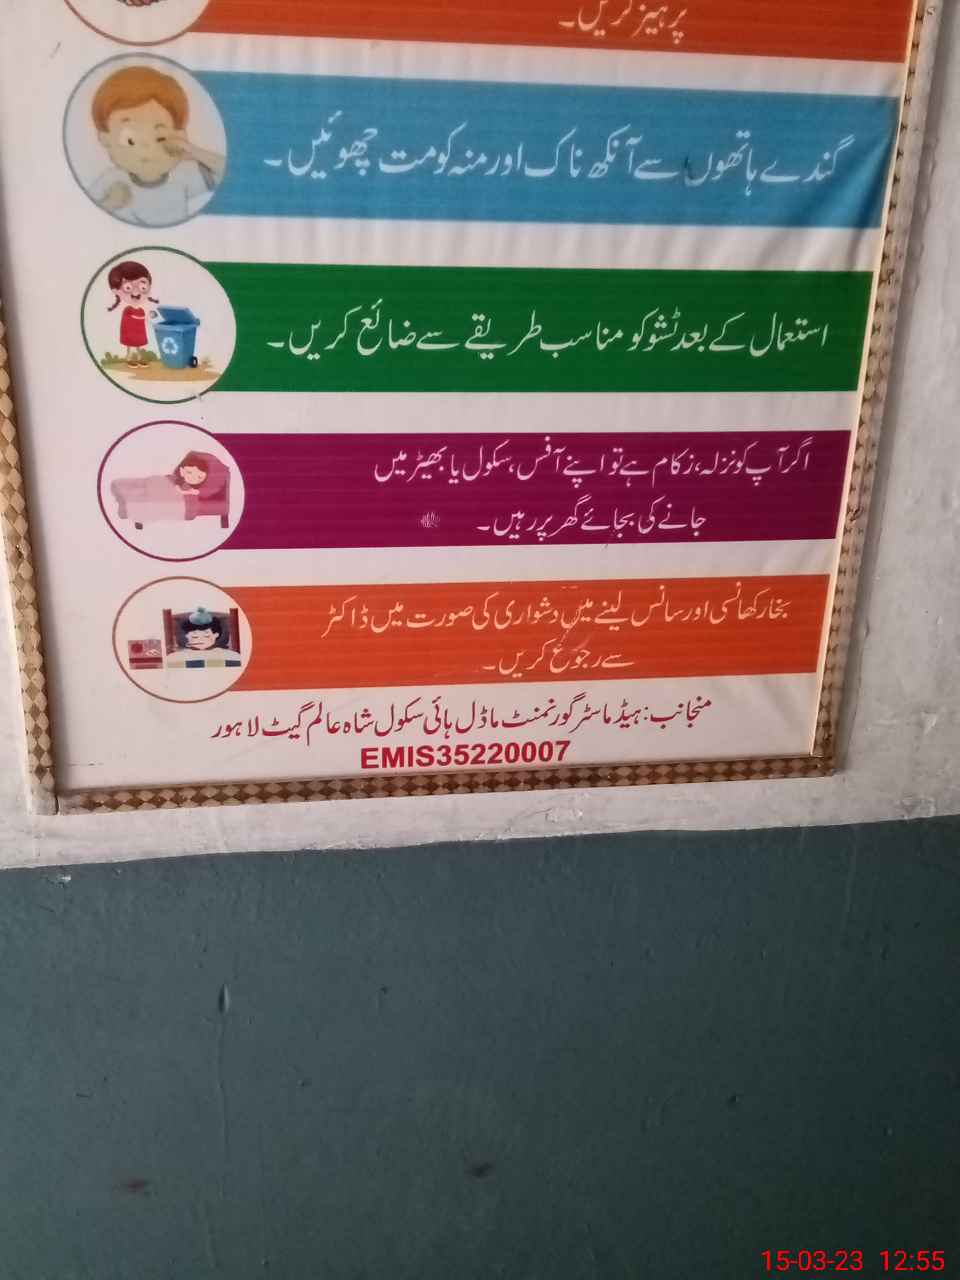 پرہیز کریں۔
گندے ہاتھوں سے آنکھ ناک اور منہ کو مت چھوئیں۔
استعمال کے بعد ٹشو کو مناسب طریقے سے ضائع کریں۔
اگر آپ کو نزلہ، زکام ہے تو اپنے آفس، سکول یا بھیڑ میں
جانے کی بجائے گھر پر رہیں۔
بخار کھانسی اور سانس لینے میں دشواری کی صورت میں ڈاکٹر
سے رجوع کریں۔
منجانب: ہیڈ ماسٹر گورنمنٹ ماڈل ہائی سکول شاہ عالم گیٹ لاہور
EMIS35220007
15-03-23 12:55